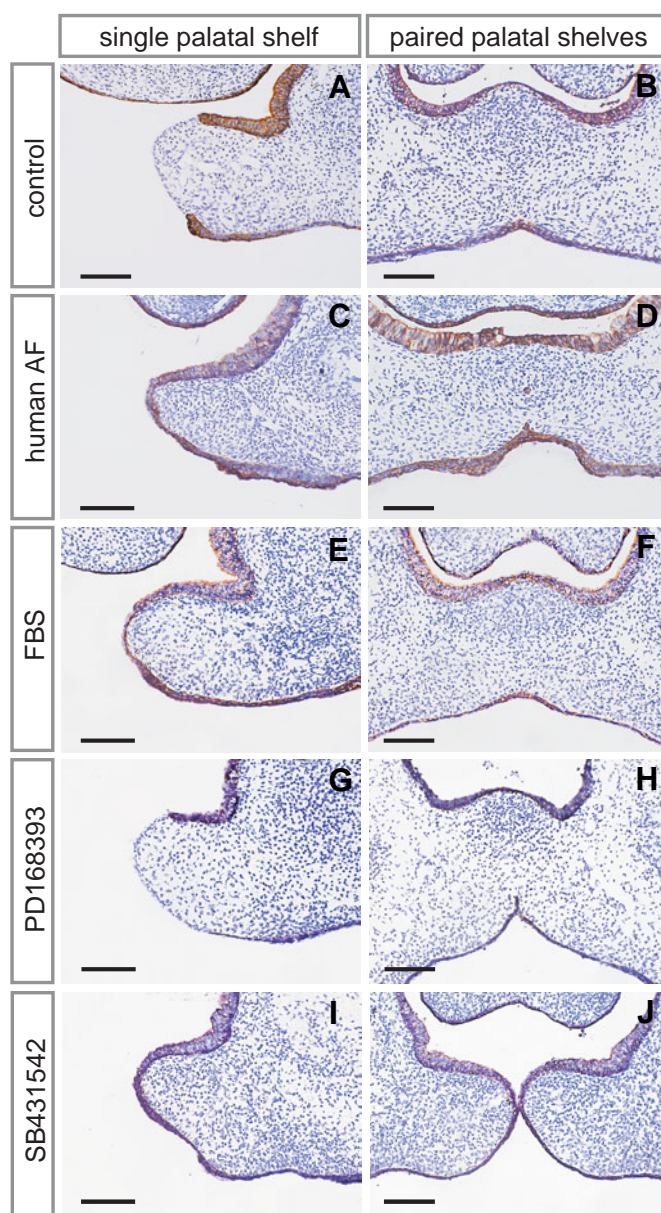 single palatal shelf
paired palatal shelves
control
A
B
human AF
C
D
FBS
E
F
PD168393
G
H
SB431542
I
J